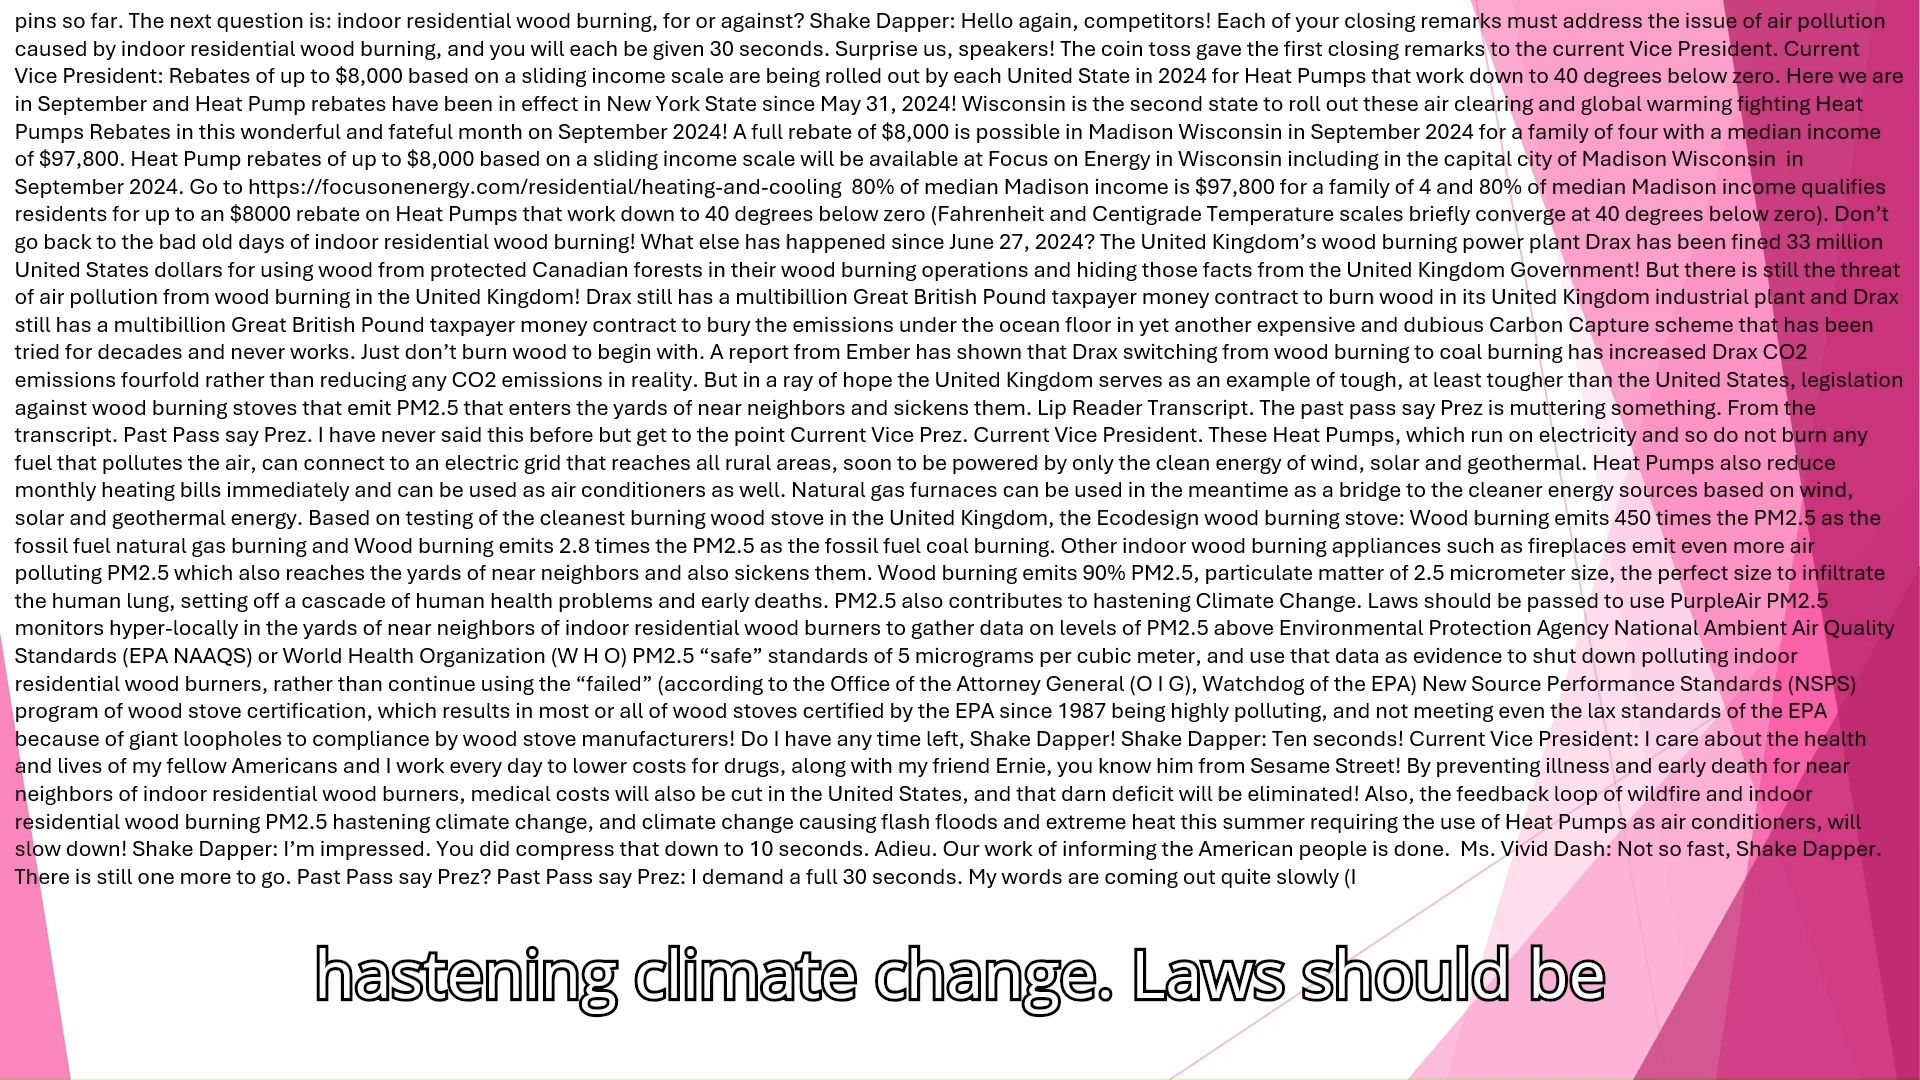 pins so far. The next question is: indoor residential wood burning, for or against? Shake Dapper: Hello again, competitors! Each of your closing remarks must address the issue of air pollution
caused by indoor residential wood burning, and you will each be given 30 seconds. Surprise us, speakers! The coin toss gave the first closing remarks to the current Vice President. Current
Vice President: Rebates of up to $8,000 based on a sliding income scale are being rolled out by each United State in 2024 for Heat Pumps that work down to 40 degrees below zero. Here we are
in September and Heat Pump rebates have been in effect in New York State since May 31, 2024! Wisconsin is the second state to roll out these air clearing and global warming fighting Heat
Pumps Rebates in this wonderful and fateful month on September 2024! A full rebate of $8,000 is possible in Madison Wisconsin in September 2024 for a family of four with a median income
of $97,800. Heat Pump rebates of up to $8,000 based on a sliding income scale will be available at Focus on Energy in Wisconsin including in the capital city of Madison Wisconsin  in
September 2024. Go to https://focusonenergy.com/residential/heating-and-cooling  80% of median Madison income is $97,800 for a family of 4 and 80% of median Madison income qualifies
residents for up to an $8000 rebate on Heat Pumps that work down to 40 degrees below zero (Fahrenheit and Centigrade Temperature scales briefly converge at 40 degrees below zero). Don’t
go back to the bad old days of indoor residential wood burning! What else has happened since June 27, 2024? The United Kingdom’s wood burning power plant Drax has been fined 33 million
United States dollars for using wood from protected Canadian forests in their wood burning operations and hiding those facts from the United Kingdom Government! But there is still the threat
of air pollution from wood burning in the United Kingdom! Drax still has a multibillion Great British Pound taxpayer money contract to burn wood in its United Kingdom industrial plant and Drax
still has a multibillion Great British Pound taxpayer money contract to bury the emissions under the ocean floor in yet another expensive and dubious Carbon Capture scheme that has been
tried for decades and never works. Just don’t burn wood to begin with. A report from Ember has shown that Drax switching from wood burning to coal burning has increased Drax CO2
emissions fourfold rather than reducing any CO2 emissions in reality. But in a ray of hope the United Kingdom serves as an example of tough, at least tougher than the United States, legislation
against wood burning stoves that emit PM2.5 that enters the yards of near neighbors and sickens them. Lip Reader Transcript. The past pass say Prez is muttering something. From the
transcript. Past Pass say Prez. I have never said this before but get to the point Current Vice Prez. Current Vice President. These Heat Pumps, which run on electricity and so do not burn any
fuel that pollutes the air, can connect to an electric grid that reaches all rural areas, soon to be powered by only the clean energy of wind, solar and geothermal. Heat Pumps also reduce
monthly heating bills immediately and can be used as air conditioners as well. Natural gas furnaces can be used in the meantime as a bridge to the cleaner energy sources based on wind,
solar and geothermal energy. Based on testing of the cleanest burning wood stove in the United Kingdom, the Ecodesign wood burning stove: Wood burning emits 450 times the PM2.5 as the
fossil fuel natural gas burning and Wood burning emits 2.8 times the PM2.5 as the fossil fuel coal burning. Other indoor wood burning appliances such as fireplaces emit even more air
polluting PM2.5 which also reaches the yards of near neighbors and also sickens them. Wood burning emits 90% PM2.5, particulate matter of 2.5 micrometer size, the perfect size to infiltrate
the human lung, setting off a cascade of human health problems and early deaths. PM2.5 also contributes to hastening Climate Change. Laws should be passed to use PurpleAir PM2.5
monitors hyper-locally in the yards of near neighbors of indoor residential wood burners to gather data on levels of PM2.5 above Environmental Protection Agency National Ambient Air Quality
Standards (EPA NAAQS) or World Health Organization (W H O) PM2.5 “safe” standards of 5 micrograms per cubic meter, and use that data as evidence to shut down polluting indoor
residential wood burners, rather than continue using the “failed” (according to the Office of the Attorney General (O I G), Watchdog of the EPA) New Source Performance Standards (NSPS)
program of wood stove certification, which results in most or all of wood stoves certified by the EPA since 1987 being highly polluting, and not meeting even the lax standards of the EPA
because of giant loopholes to compliance by wood stove manufacturers! Do I have any time left, Shake Dapper! Shake Dapper: Ten seconds! Current Vice President: I care about the health
and lives of my fellow Americans and I work every day to lower costs for drugs, along with my friend Ernie, you know him from Sesame Street! By preventing illness and early death for near
neighbors of indoor residential wood burners, medical costs will also be cut in the United States, and that darn deficit will be eliminated! Also, the feedback loop of wildfire and indoor
residential wood burning PM2.5 hastening climate change, and climate change causing flash floods and extreme heat this summer requiring the use of Heat Pumps as air conditioners, will
slow down! Shake Dapper: I’m impressed. You did compress that down to 10 seconds. Adieu. Our work of informing the American people is done.  Ms. Vivid Dash: Not so fast, Shake Dapper.
There is still one more to go. Past Pass say Prez? Past Pass say Prez: I demand a full 30 seconds. My words are coming out quite slowly (I
hastening climate change. Laws should be